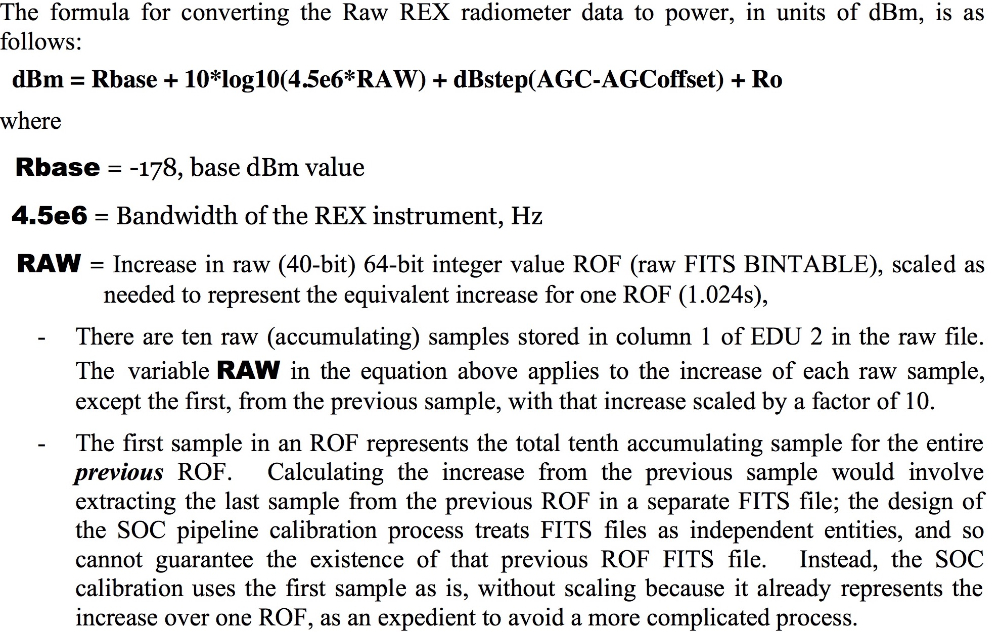 The formula for converting the Raw REX radiometer data to power, in units of dBm, is as
follows:
dBm = Rbase + 10*log10(4.5e6*RAW) + dBstep(AGC-AGCoffset) + Ro
where
Rbase = -178, base dBm value
4.5e6 = Bandwidth of the REX instrument, Hz
RAW = Increase in raw (40-bit) 64-bit integer value ROF (raw FITS BINTABLE), scaled as
needed to represent the equivalent increase for one ROF (1.024s),
- There are ten raw (accumulating) samples stored in column 1 of EDU 2 in the raw file.
The variable RAW in the equation above applies to the increase of each raw sample,
except the first, from the previous sample, with that increase scaled by a factor of 10.
- The first sample in an ROF represents the total tenth accumulating sample for the entire
previous ROF. Calculating the increase from the previous sample would involve
extracting the last sample from the previous ROF in a separate FITS file; the design of
the SOC pipeline calibration process treats FITS files as independent entities, and so
cannot guarantee the existence of that previous ROF FITS file. Instead, the SOC
calibration uses the first sample as is, without scaling because it already represents the
increase over one ROF, as an expedient to avoid a more complicated process.